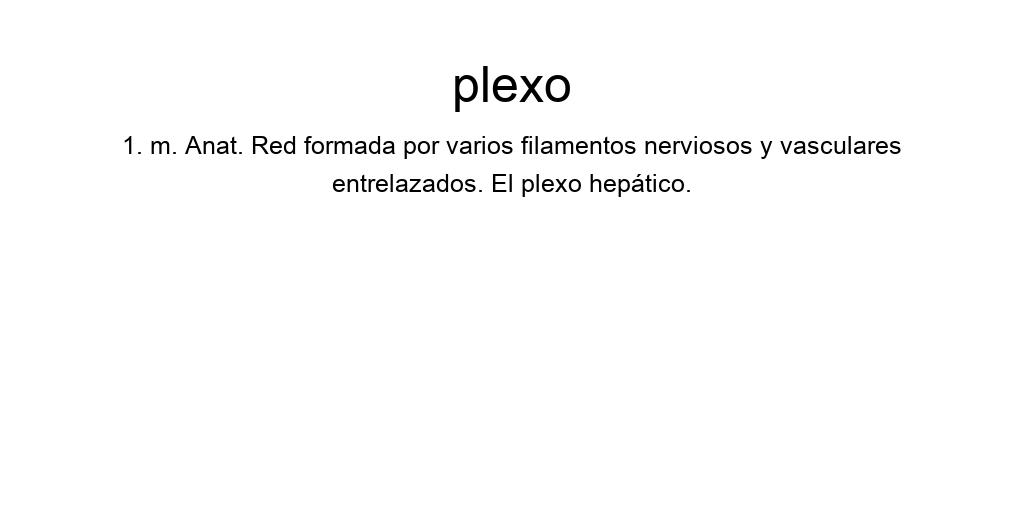 plexo
1. m. Anat. Red formada por varios filamentos nerviosos y vasculares
entrelazados. El plexo hepático.